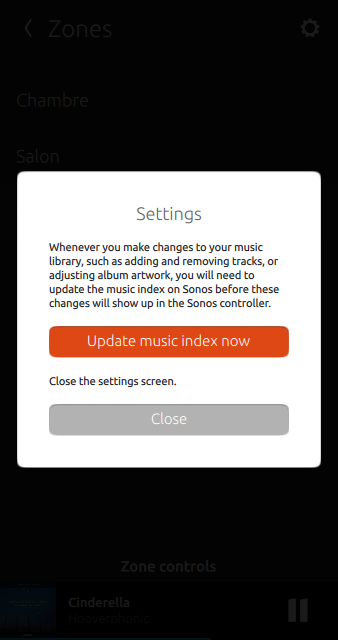 Zones
Chambre
Salon
Settings
Whenever you make changes to your music
library, such as adding and removing tracks, or
adjusting album artwork, you will need to
update the music index on Sonos before these
changes will show up in the Sonos controller.
Update music index now
Close the settings screen.
Close
Zone controls
Cinderella
Hooverphonic